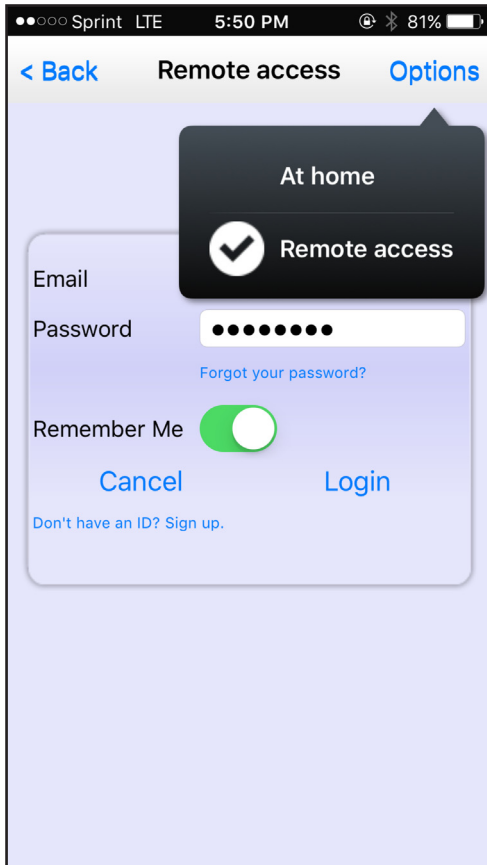 Sprint LTE 5:50 PM 81%
< Back Remote access Options
At home
Remote access
Email
Password ●●●●●●●●
Forgot your password?
Remember Me
Cancel Login
Don't have an ID? Sign up.